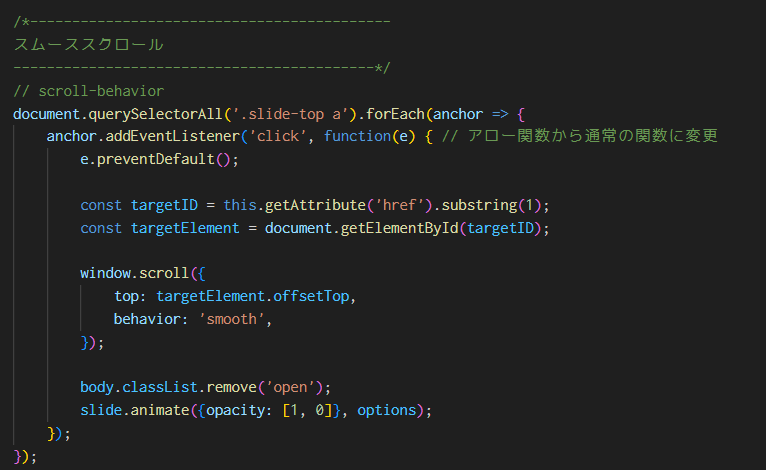 /*-------------------------------------------
スムーススクロール
-------------------------------------------*/
// scroll-behavior
document.querySelectorAll('.slide-top a').forEach(anchor => {
    anchor.addEventListener('click', function(e) { // アロー関数から通常の関数に変更
        e.preventDefault();

        const targetID = this.getAttribute('href').substring(1);
        const targetElement = document.getElementById(targetID);

        window.scroll({
            top: targetElement.offsetTop,
            behavior: 'smooth',
        });

        body.classList.remove('open');
        slide.animate({opacity: [1, 0]}, options);
    });
});